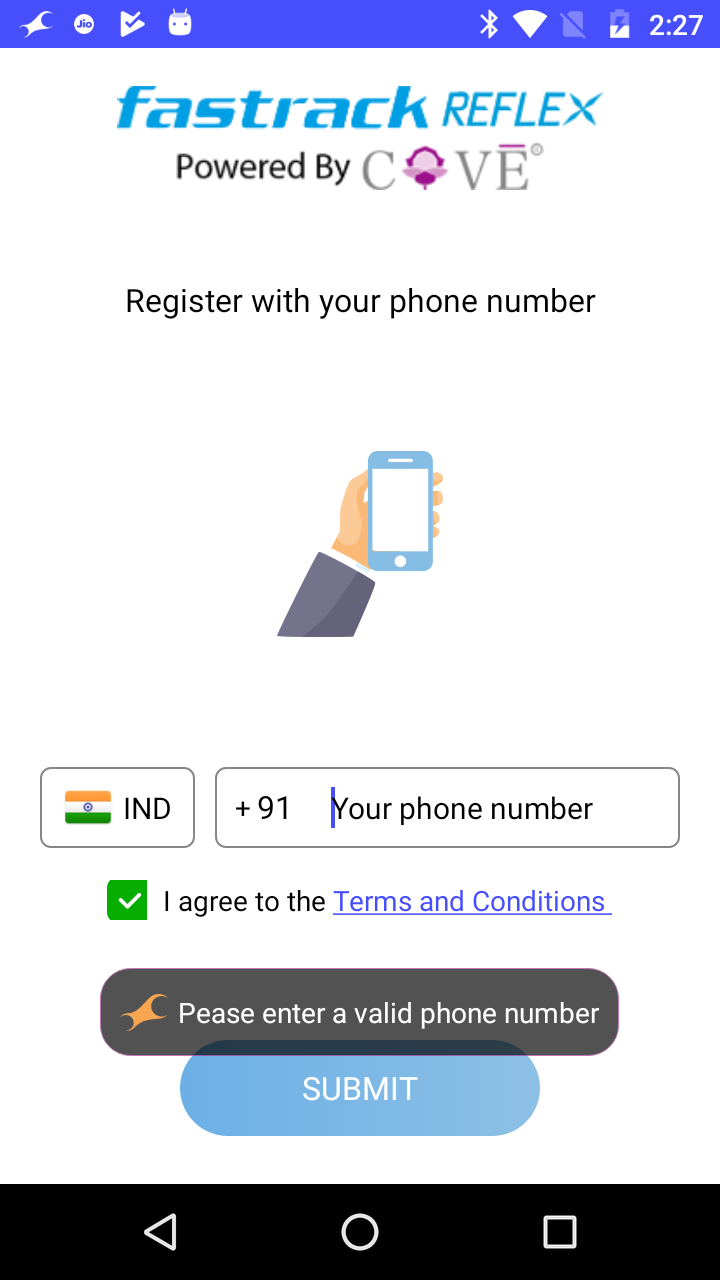 Jio 2:27
fastrack REFLEX
Powered By COVĒ®
Register with your phone number
IND + 91 Your phone number
I agree to the Terms and Conditions
Pease enter a valid phone number
SUBMIT